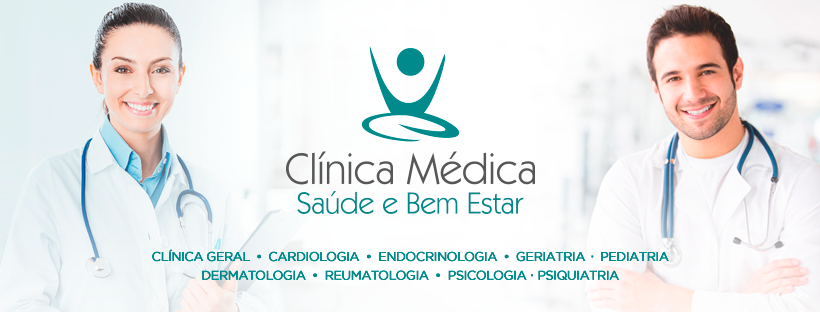 Clínica Médica
Saúde e Bem Estar
CLÍNICA GERAL • CARDIOLOGIA • ENDOCRINOLOGIA • GERIATRIA · PEDIATRIA
DERMATOLOGIA • REUMATOLOGIA • PSICOLOGIA · PSIQUIATRIA